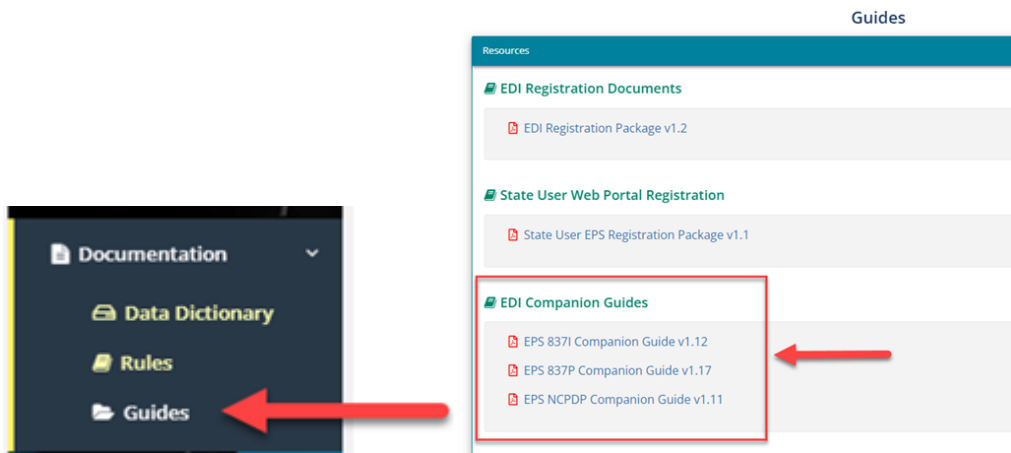 Guides
Resources
EDI Registration Documents
EDI Registration Package v1.2
State User Web Portal Registration
State User EPS Registration Package v1.1
EDI Companion Guides
EPS 837I Companion Guide v1.12
EPS 837P Companion Guide v1.17
EPS NCPDP Companion Guide v1.11
Documentation
Data Dictionary
Rules
Guides